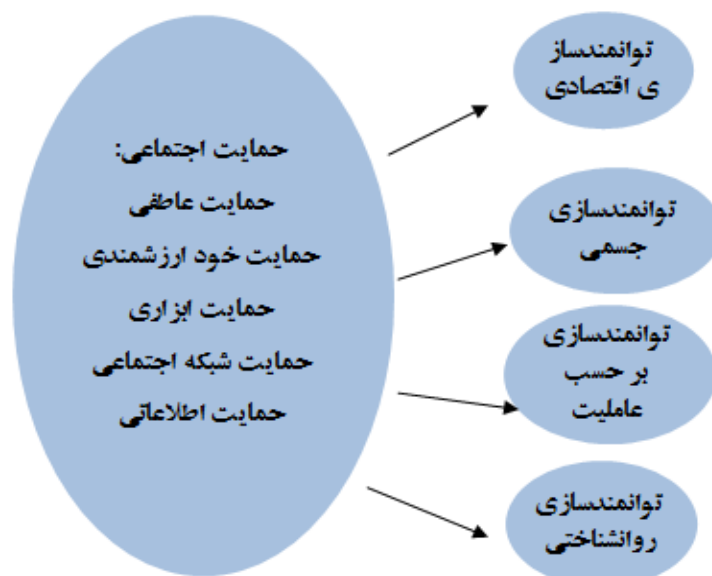 حمایت اجتماعی:
حمایت عاطفی
حمایت خود ارزشمندی
حمایت ابزاری
حمایت شبکه اجتماعی
حمایت اطلاعاتی
توانمندساز
ی اقتصادی
توانمندسازی
جسمی
توانمندسازی
بر حسب
عاملیت
توانمندسازی
روانشناختی